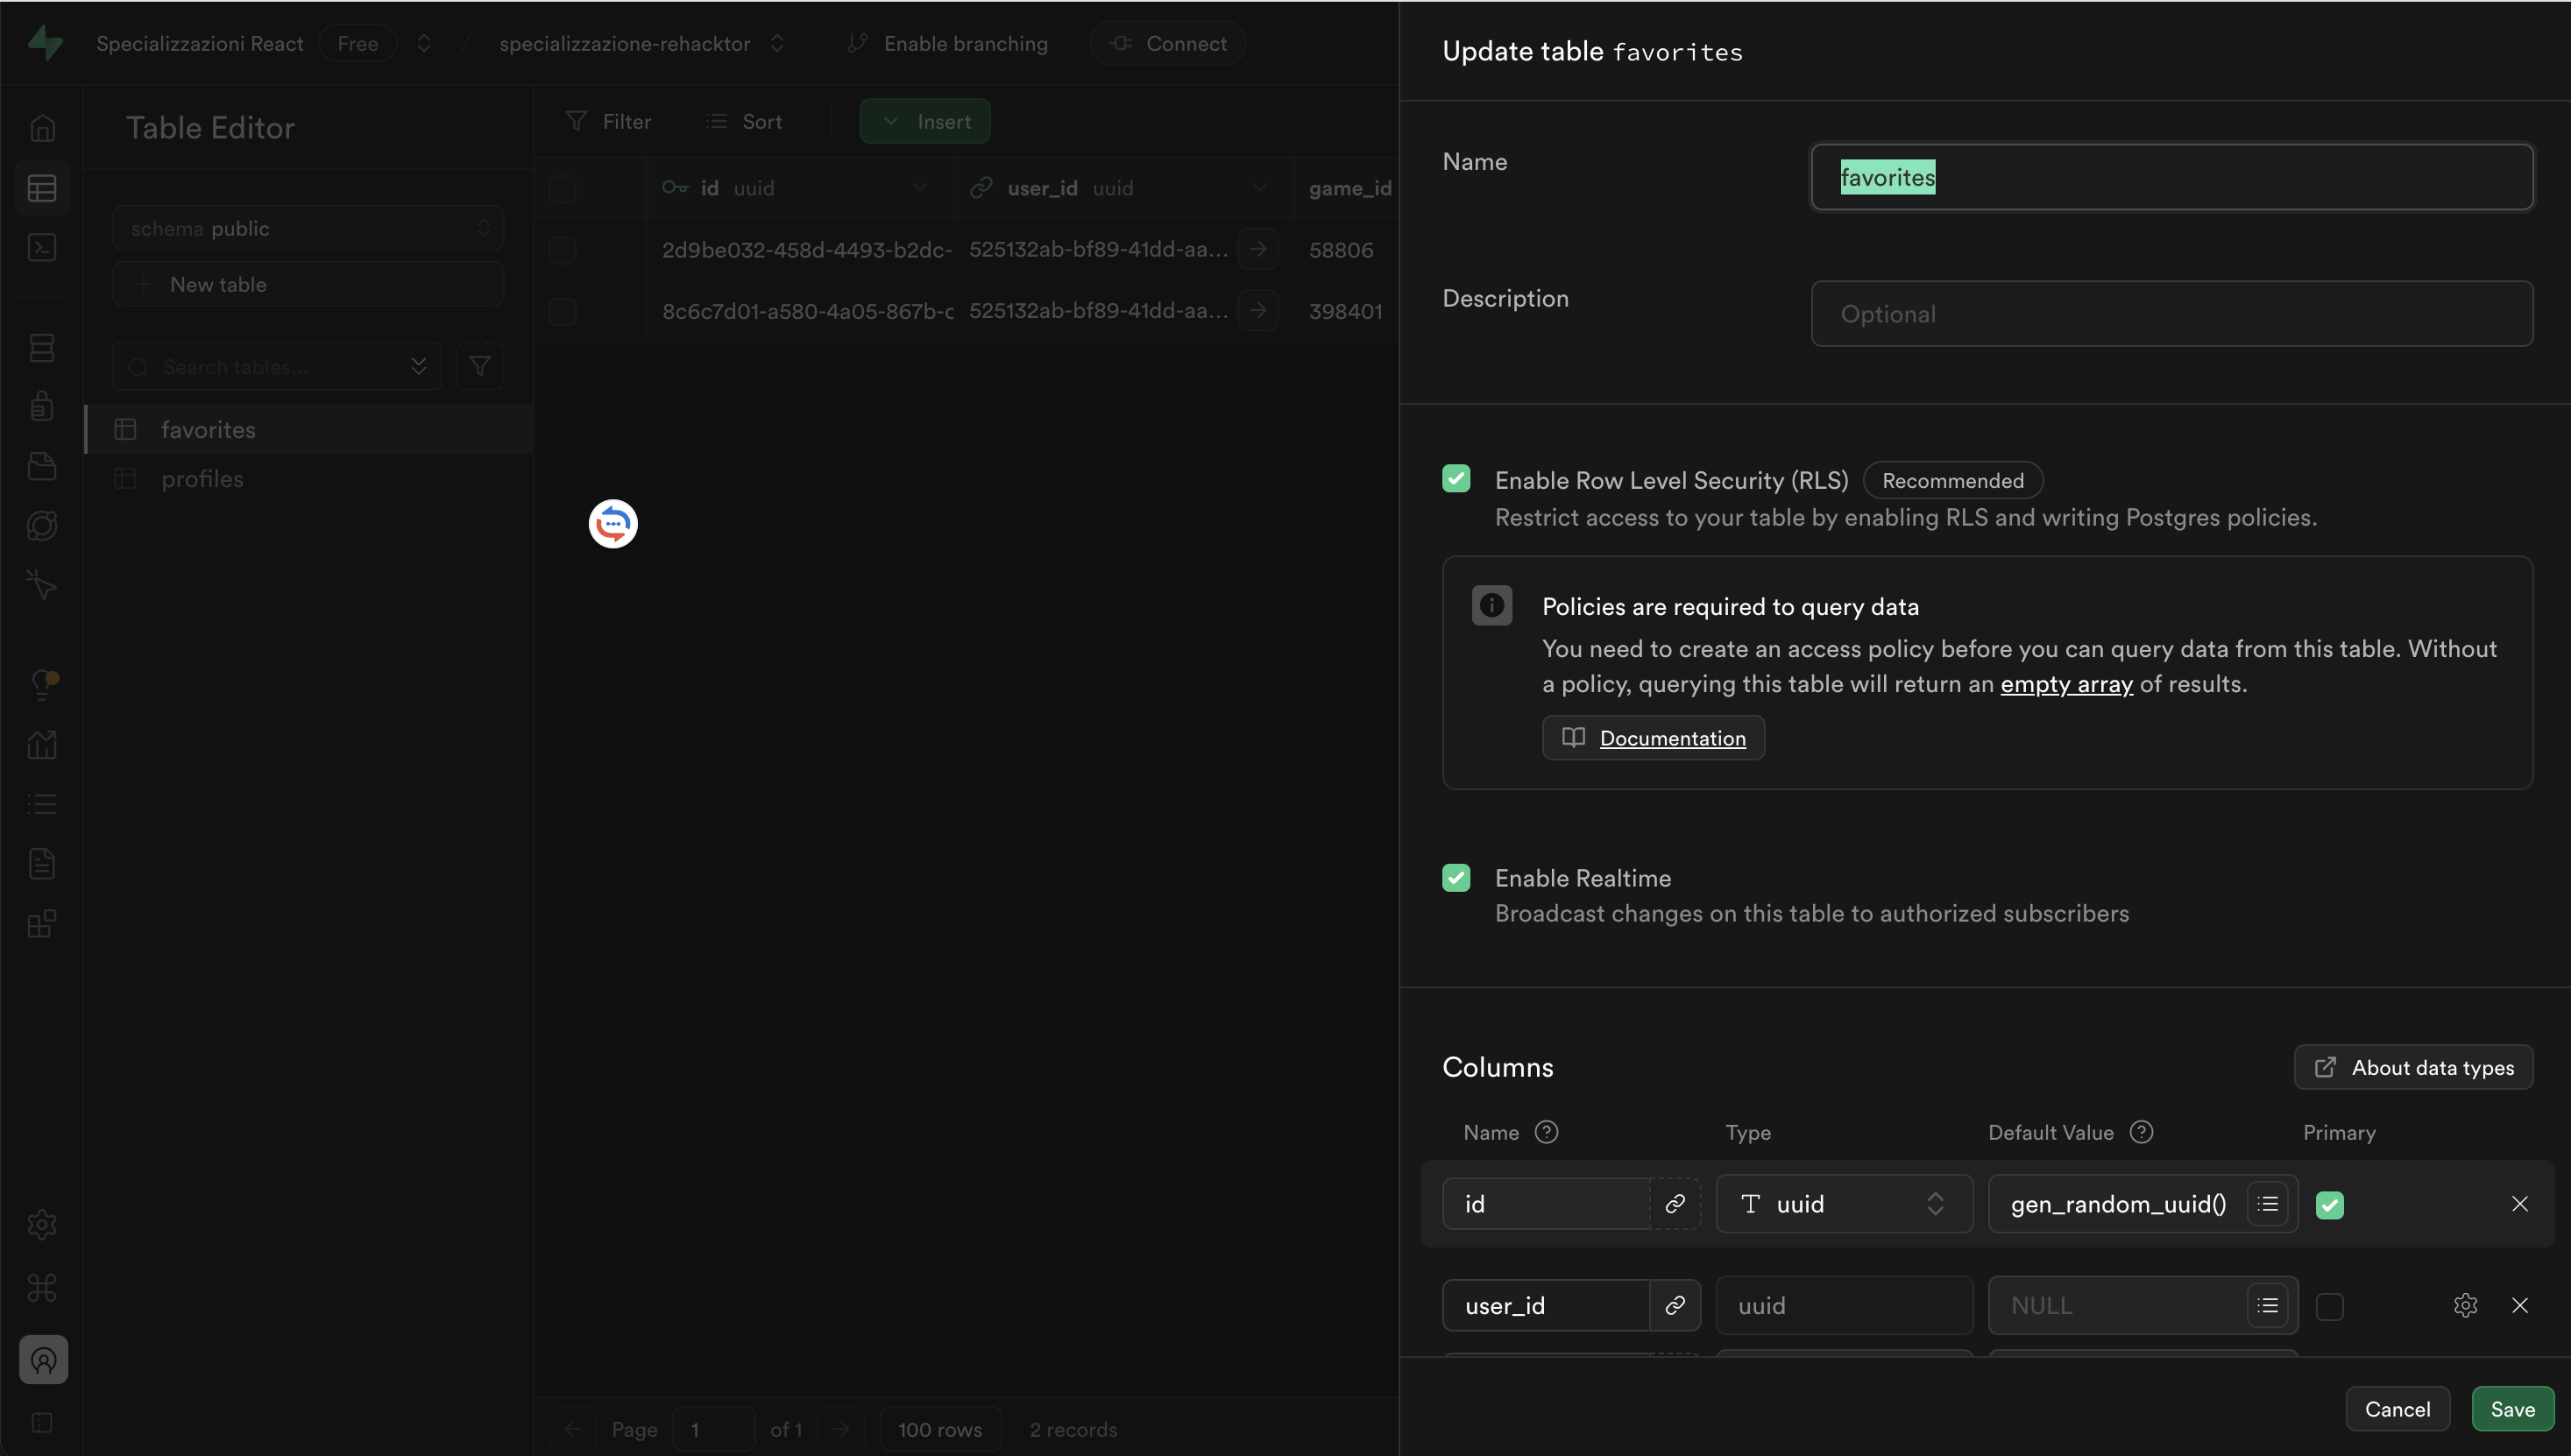 Specializzazioni React Free / specializzazione-rehacktor Enable branching Connect
Table Editor
schema public
New table
Search tables...
favorites
profiles
Filter Sort Insert
id uuid user_id uuid game_id
2d9be032-458d-4493-b2dc- 525132ab-bf89-41dd-aa... 58806
8c6c7d01-a580-4a05-867b-c 525132ab-bf89-41dd-aa... 398401
Page 1 of 1 100 rows 2 records
Update table favorites
Name favorites
Description Optional
Enable Row Level Security (RLS) Recommended
Restrict access to your table by enabling RLS and writing Postgres policies.
Policies are required to query data
You need to create an access policy before you can query data from this table. Without
a policy, querying this table will return an empty array of results.
Documentation
Enable Realtime
Broadcast changes on this table to authorized subscribers
Columns About data types
Name Type Default Value Primary
id uuid gen_random_uuid()
user_id uuid NULL
Cancel Save